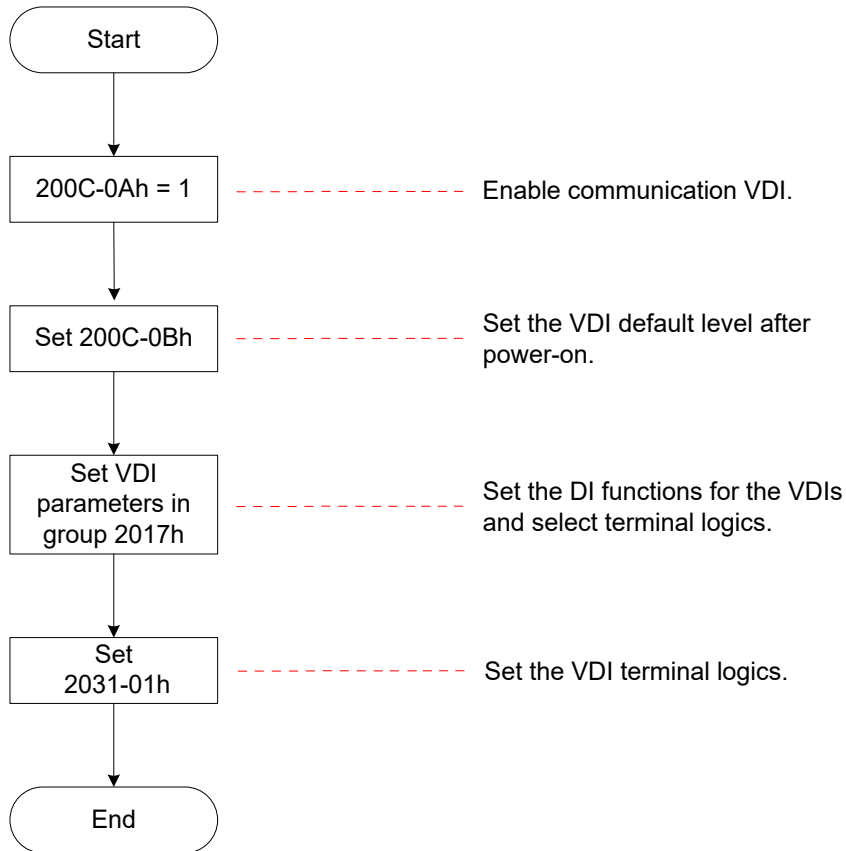 Start
200C-0Ah = 1
Enable communication VDI.
Set 200C-0Bh
Set the VDI default level after
power-on.
Set VDI
parameters in
group 2017h
Set the DI functions for the VDIs
and select terminal logics.
Set
2031-01h
Set the VDI terminal logics.
End